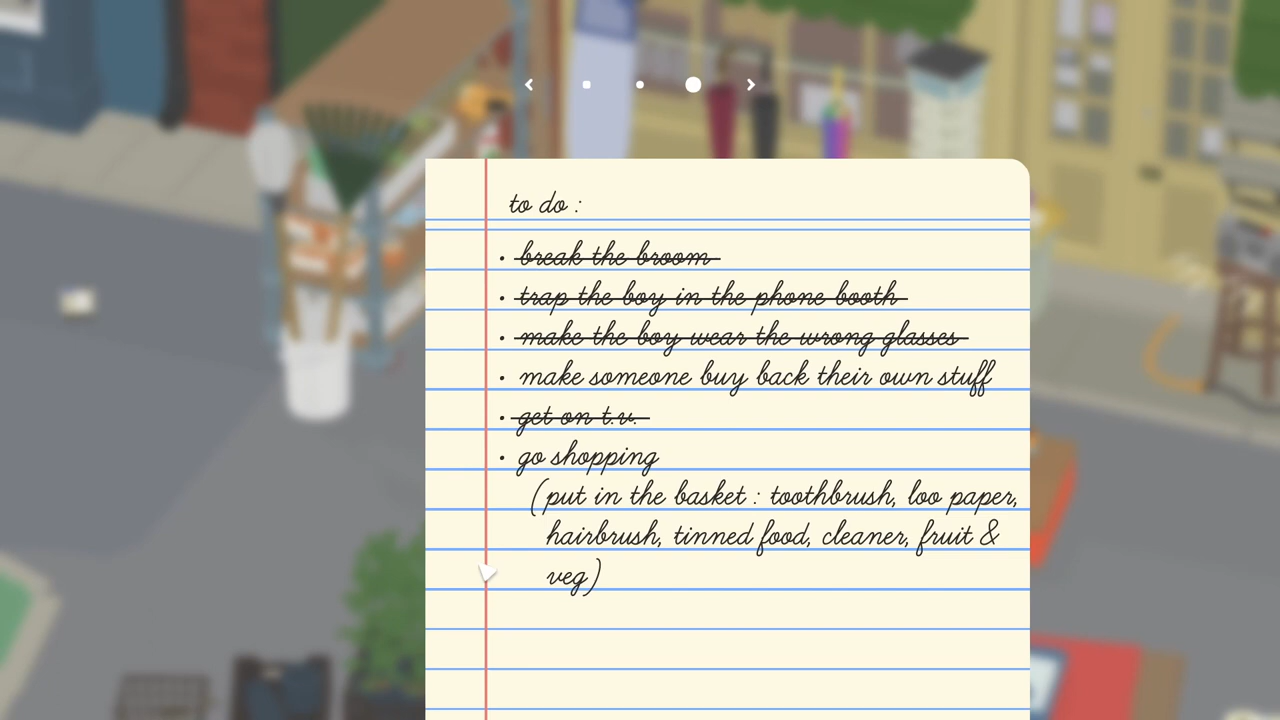 to do :
• break the broom
• trap the boy in the phone booth
• make the boy wear the wrong glasses
• make someone buy back their own stuff
• get on t.v.
• go shopping
(put in the basket : toothbrush, loo paper,
hairbrush, tinned food, cleaner, fruit &
veg)